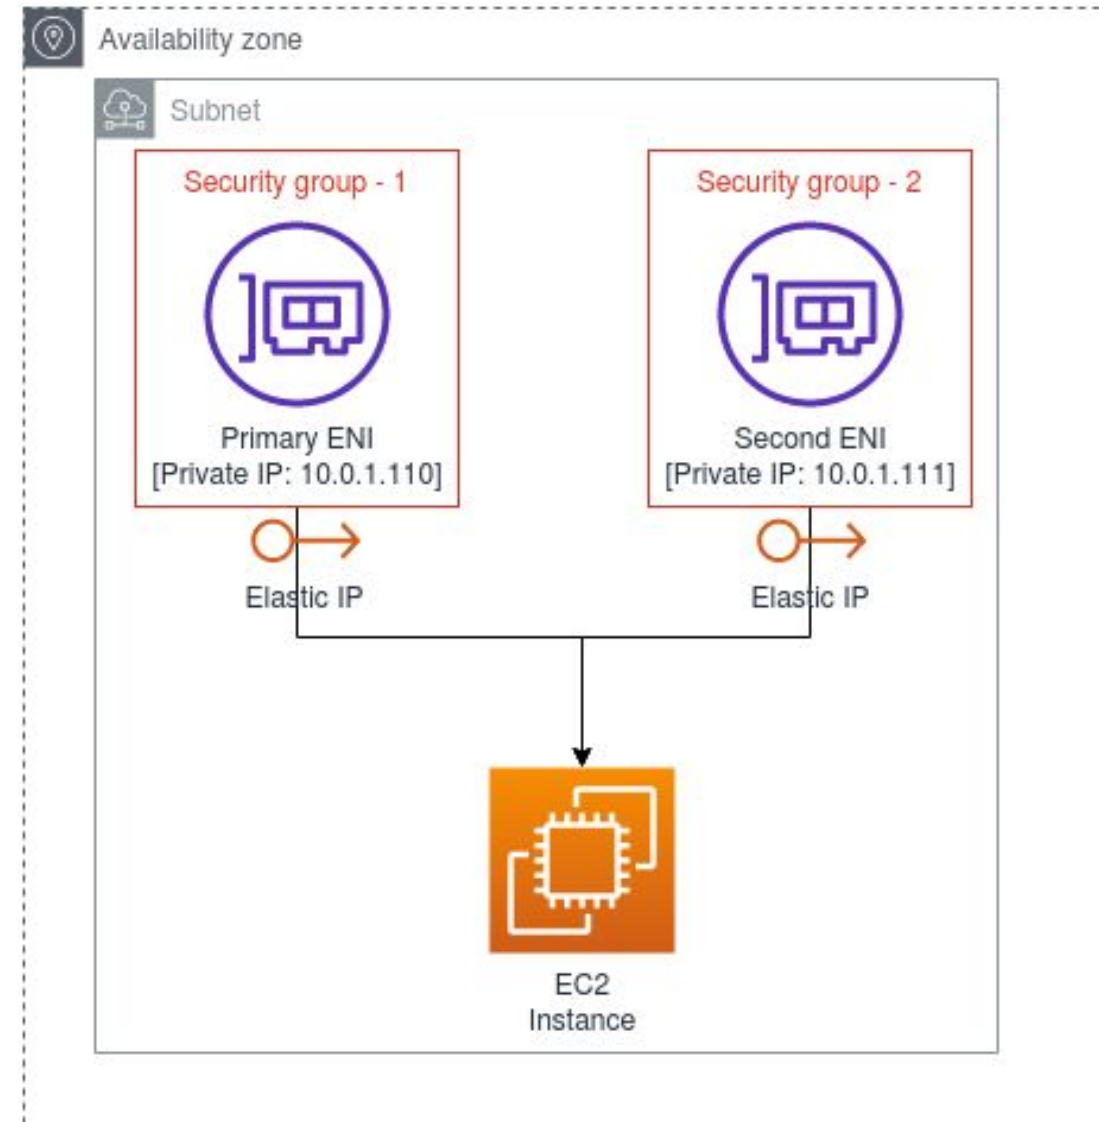 Availability zone
Subnet
Security group - 1
Primary ENI
[Private IP: 10.0.1.110]
Elastic IP
Security group - 2
Second ENI
[Private IP: 10.0.1.111]
Elastic IP
EC2
Instance